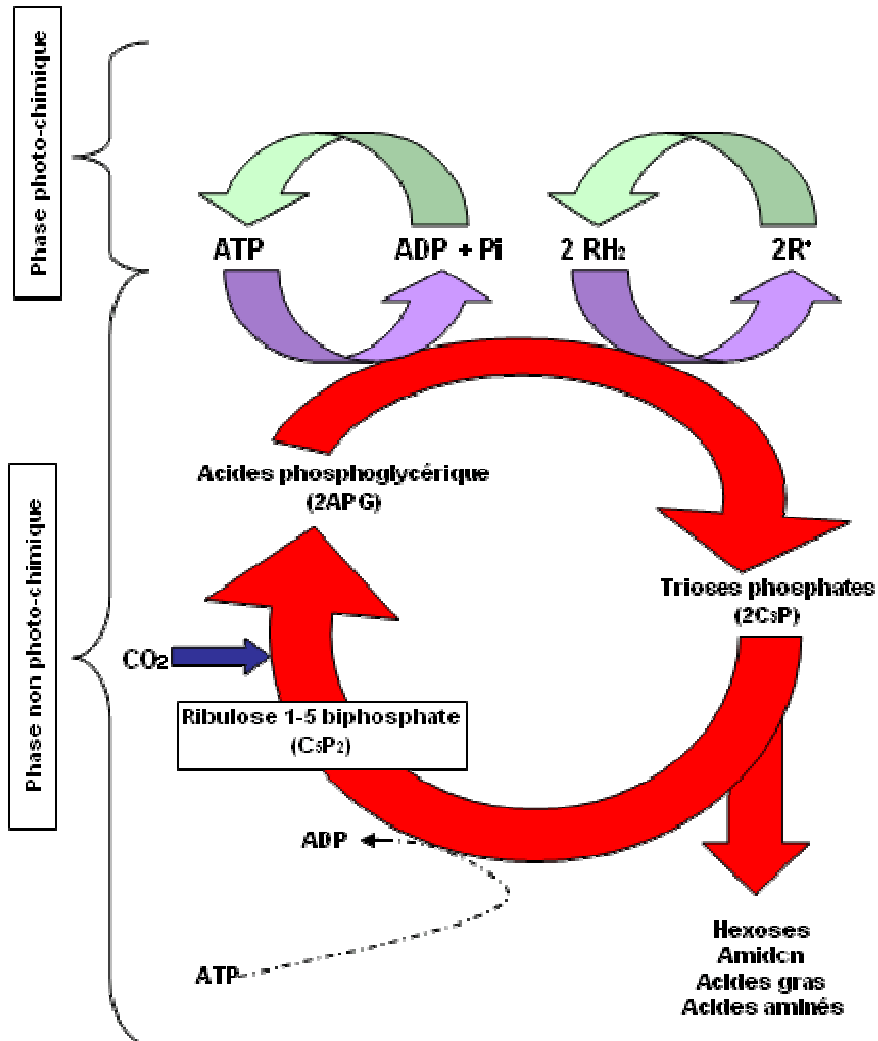 Phase photo-chimique
ATP
ADP + Pi
2 RH₂
2R'
Acides phosphoglycérique
(2APG)
Trioses phosphates
(2C₃P)
CO₂
Ribulose 1-5 biphosphate
(C₅P₂)
Phase non photo-chimique
ADP
ATP
Hexoses
Amidon
Acides gras
Acides aminés